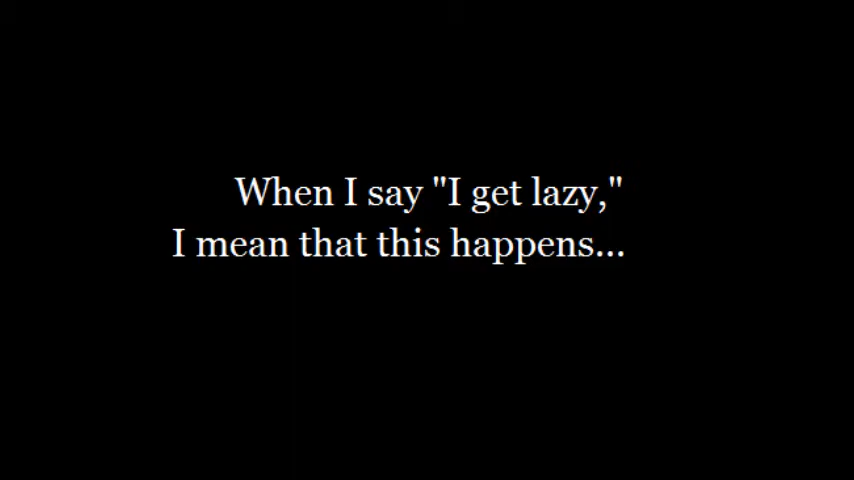 When I say "I get lazy,"
I mean that this happens...